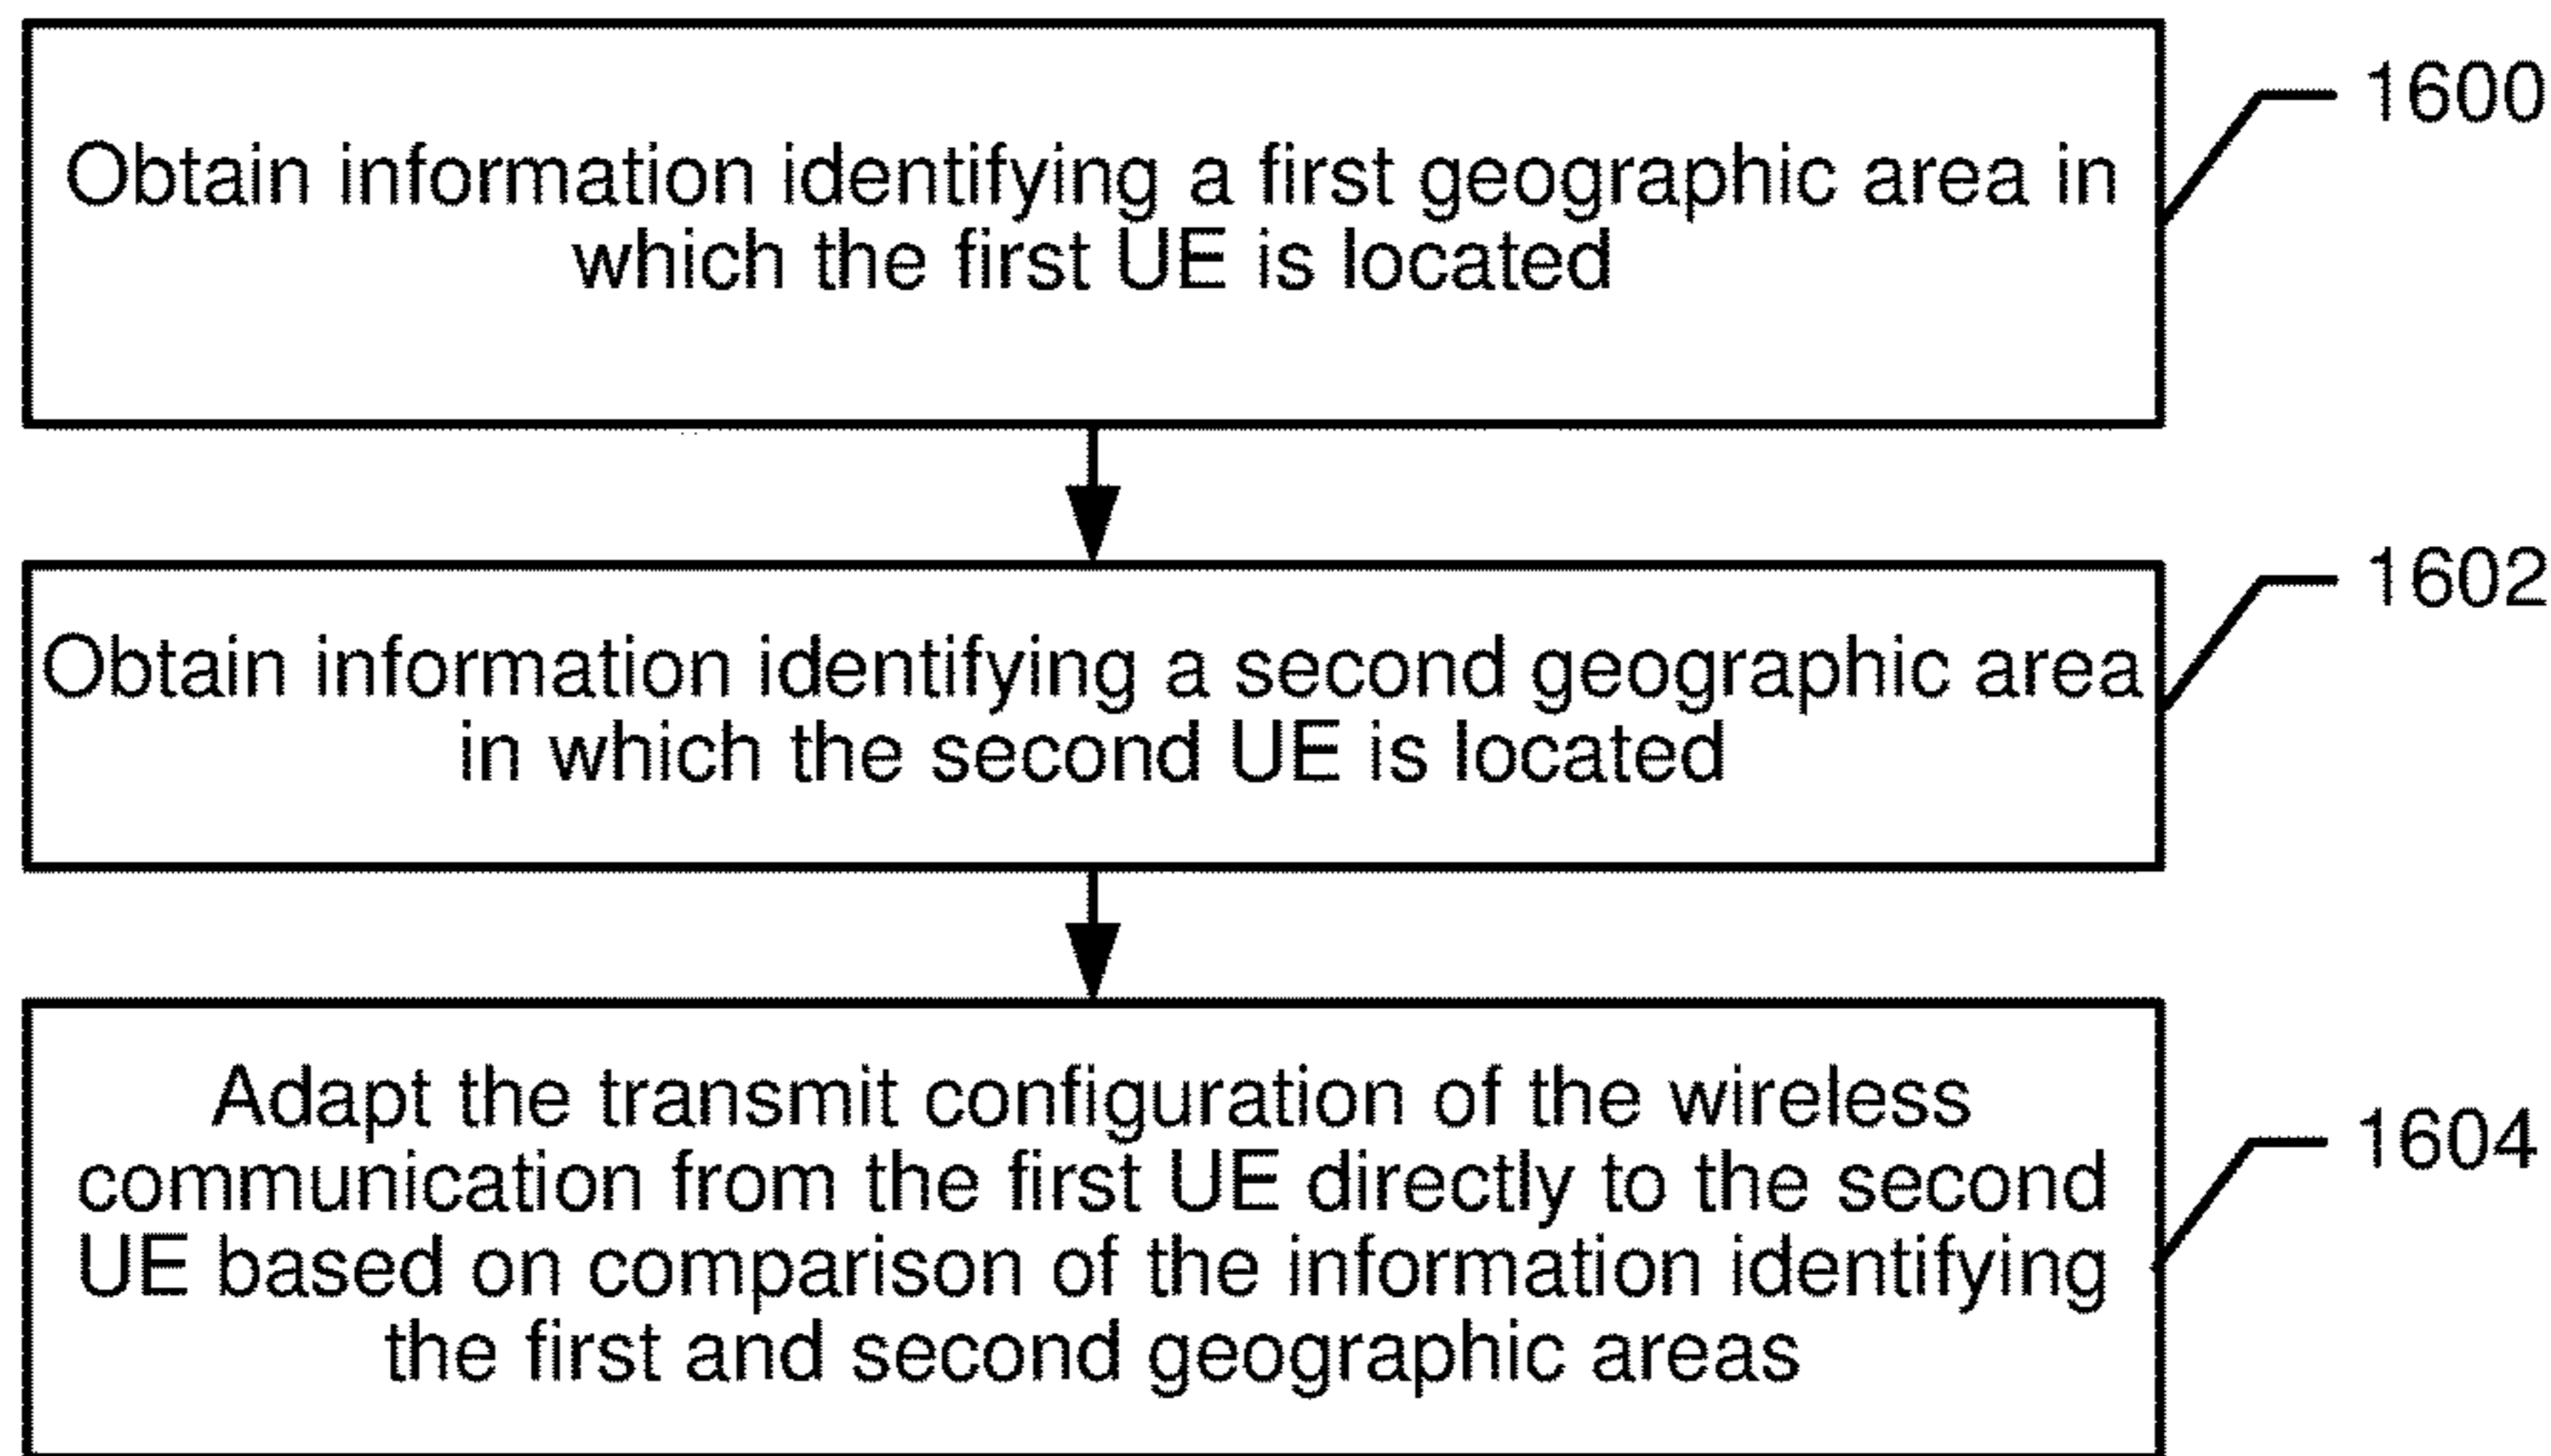 Obtain information identifying a first geographic area in
which the first UE is located
1600
Obtain information identifying a second geographic area
in which the second UE is located
1602
Adapt the transmit configuration of the wireless
communication from the first UE directly to the second
UE based on comparison of the information identifying
the first and second geographic areas
1604